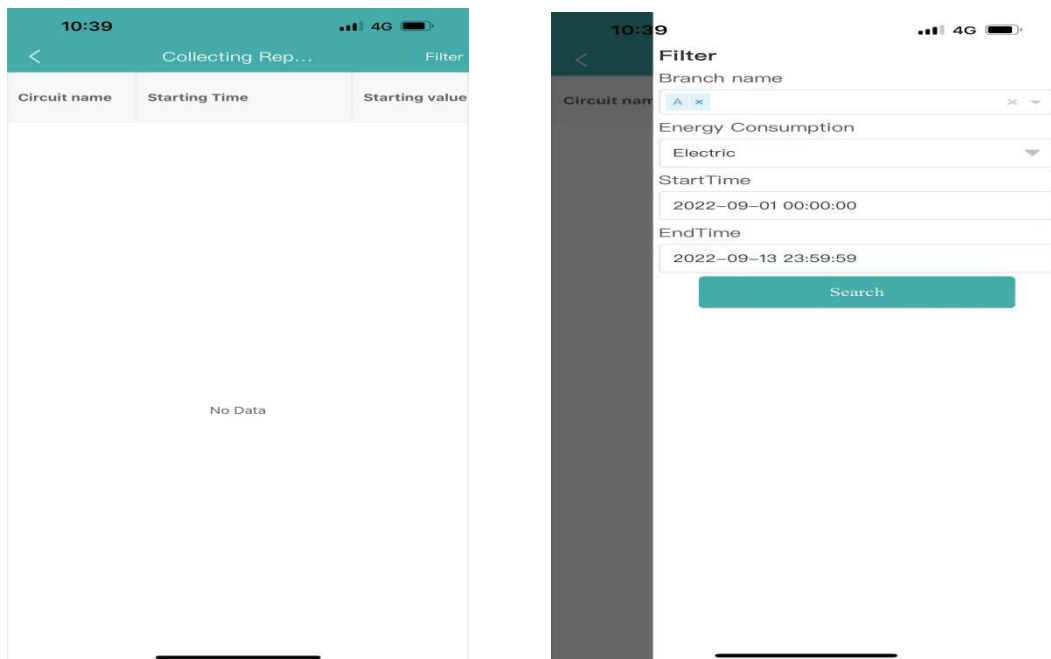 10:39 4G
Collecting Rep... Filter
Circuit name Starting Time Starting value
No Data
10:39 4G
Filter
Branch name
Circuit nam A × ×
Energy Consumption
Electric
StartTime
2022-09-01 00:00:00
EndTime
2022-09-13 23:59:59
Search